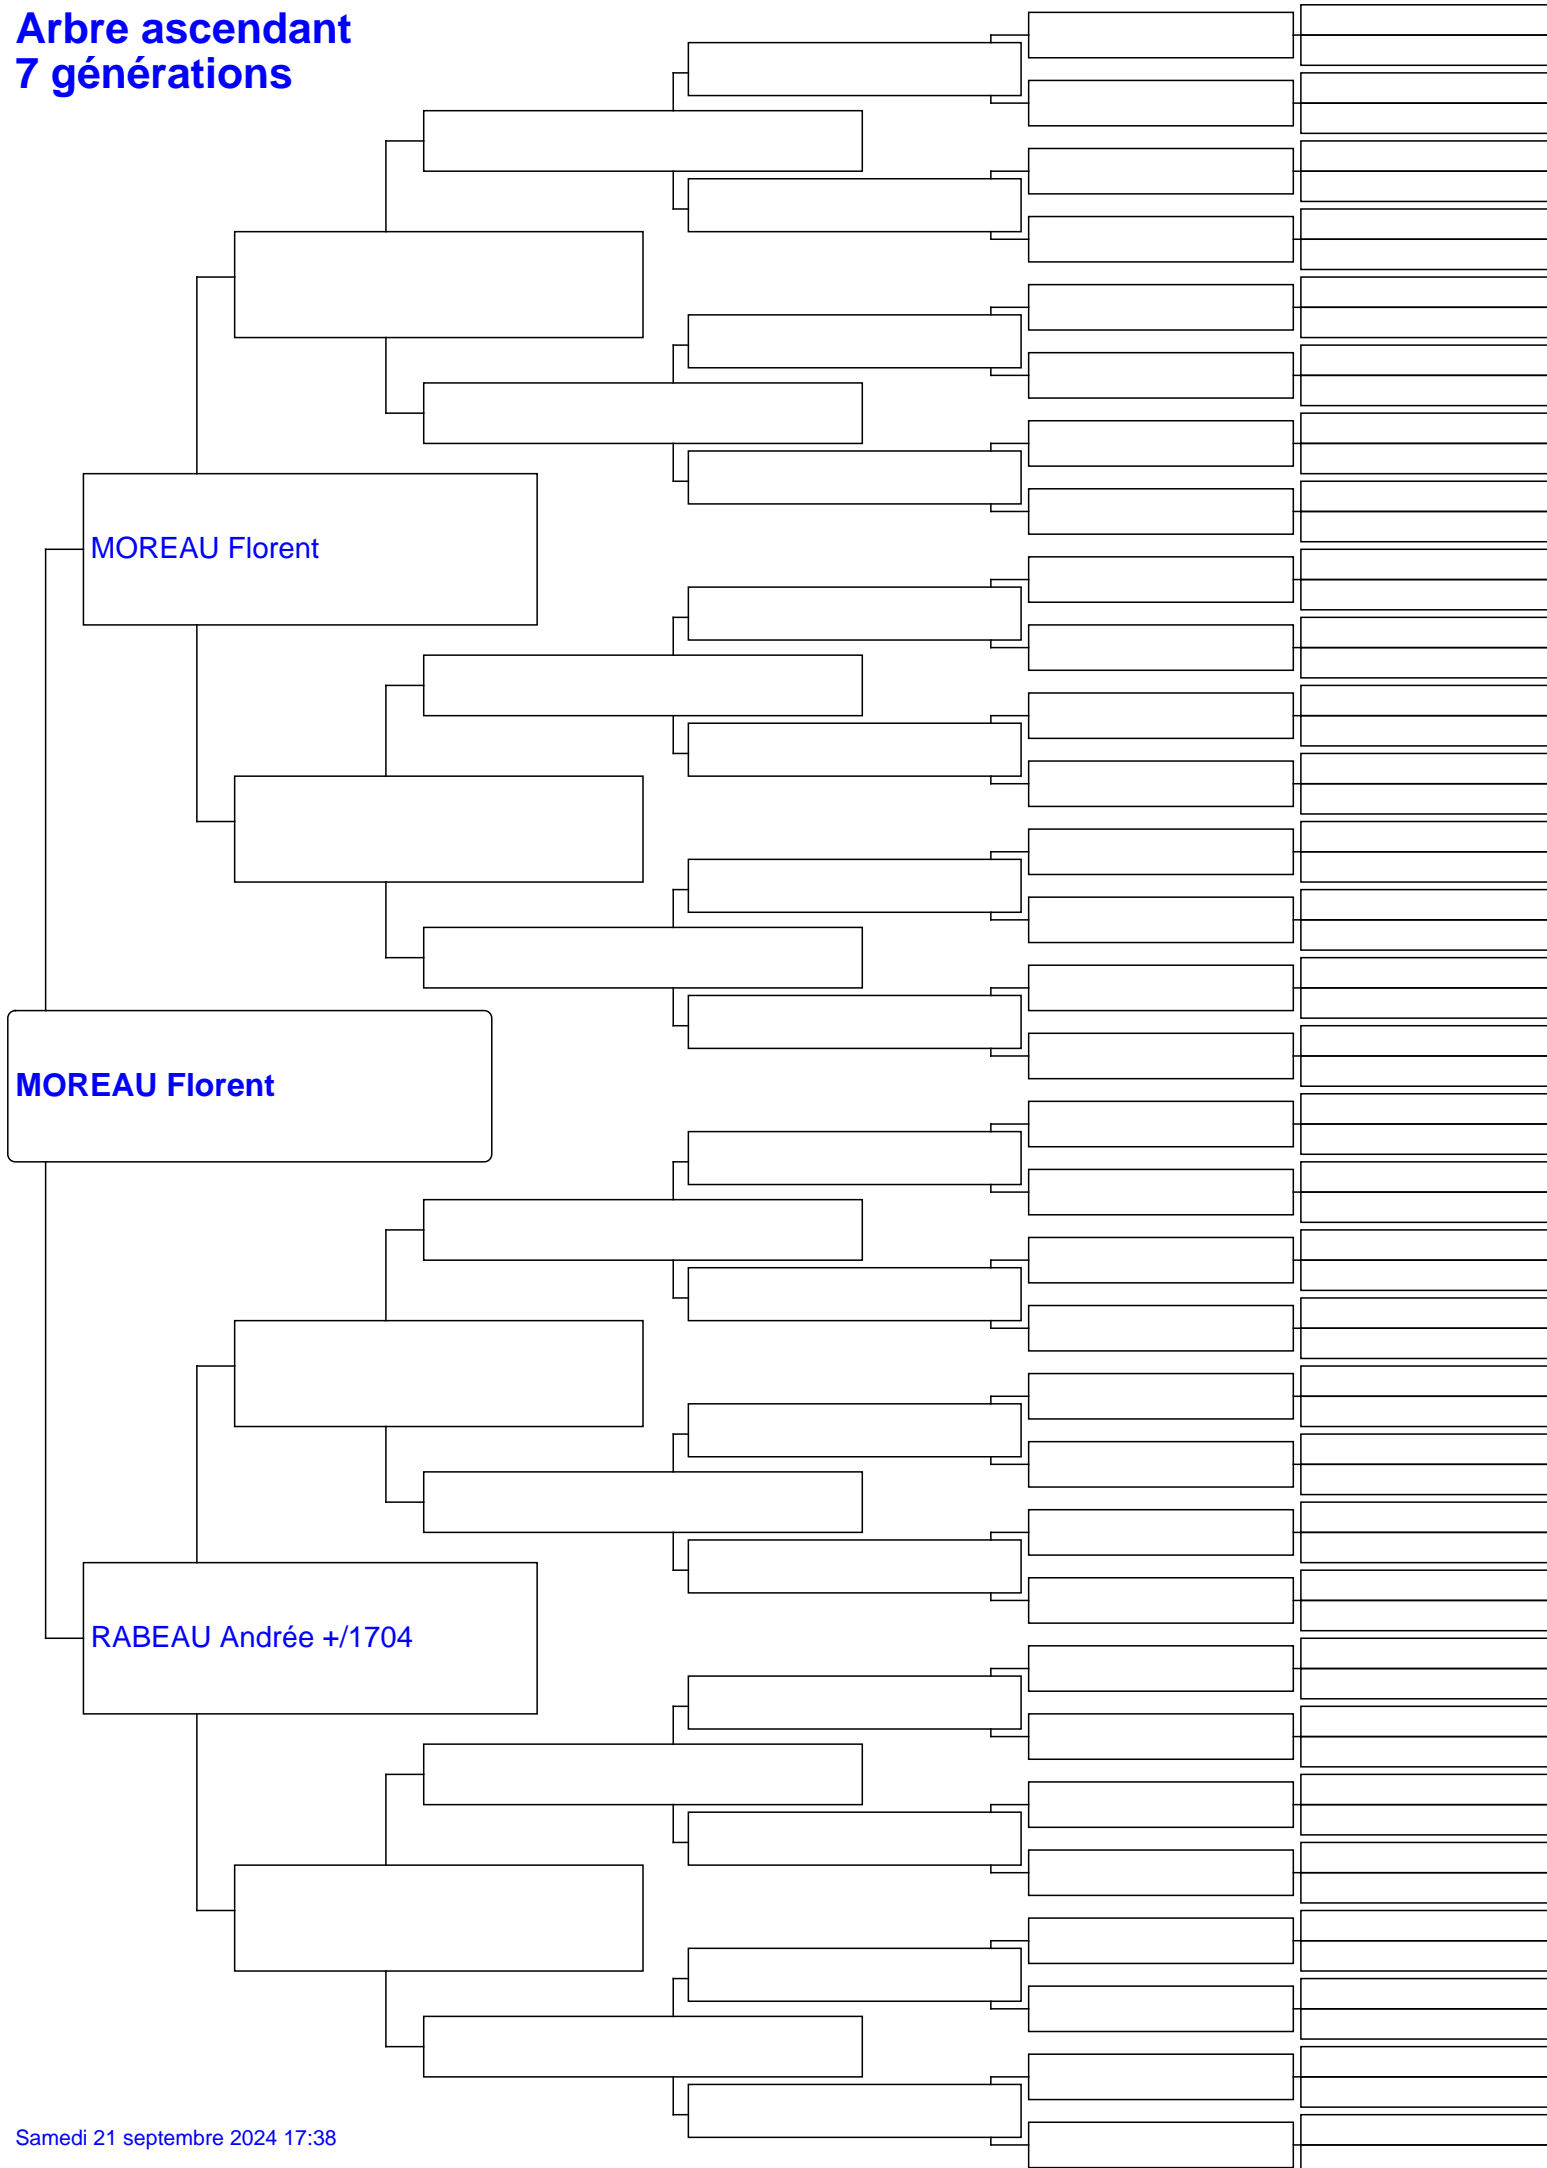 Arbre ascendant
7 générations
MOREAU Florent
MOREAU Florent
RABEAU Andrée +/1704
Samedi 21 septembre 2024 17:38